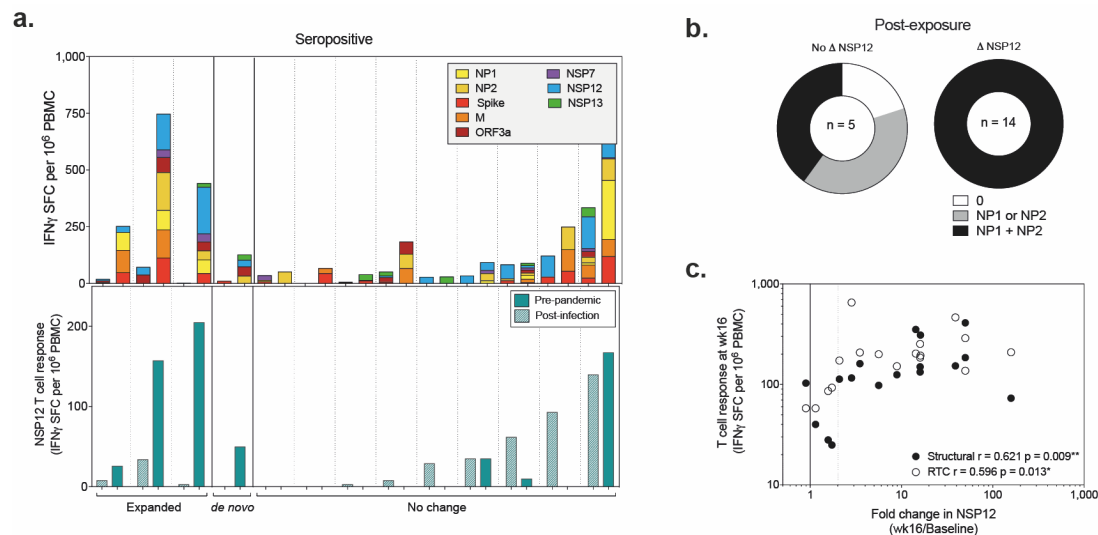 a.
Seropositive
1,000
750
500
250
0
IFNγ SFC per 10⁶ PBMC
NP1
NP2
Spike
M
ORF3a
NSP7
NSP12
NSP13
200
100
0
NSP12 T cell response
(IFNγ SFC per 10⁶ PBMC)
Pre-pandemic
Post-infection
Expanded
de novo
No change
b.
Post-exposure
No Δ NSP12
Δ NSP12
n = 5
n = 14
0
NP1 or NP2
NP1 + NP2
c.
1,000
100
10
T cell response at wk16
(IFNγ SFC per 10⁶ PBMC)
Structural r = 0.621 p = 0.009**
RTC r = 0.596 p = 0.013*
1
10
100
1,000
Fold change in NSP12
(wk16/Baseline)